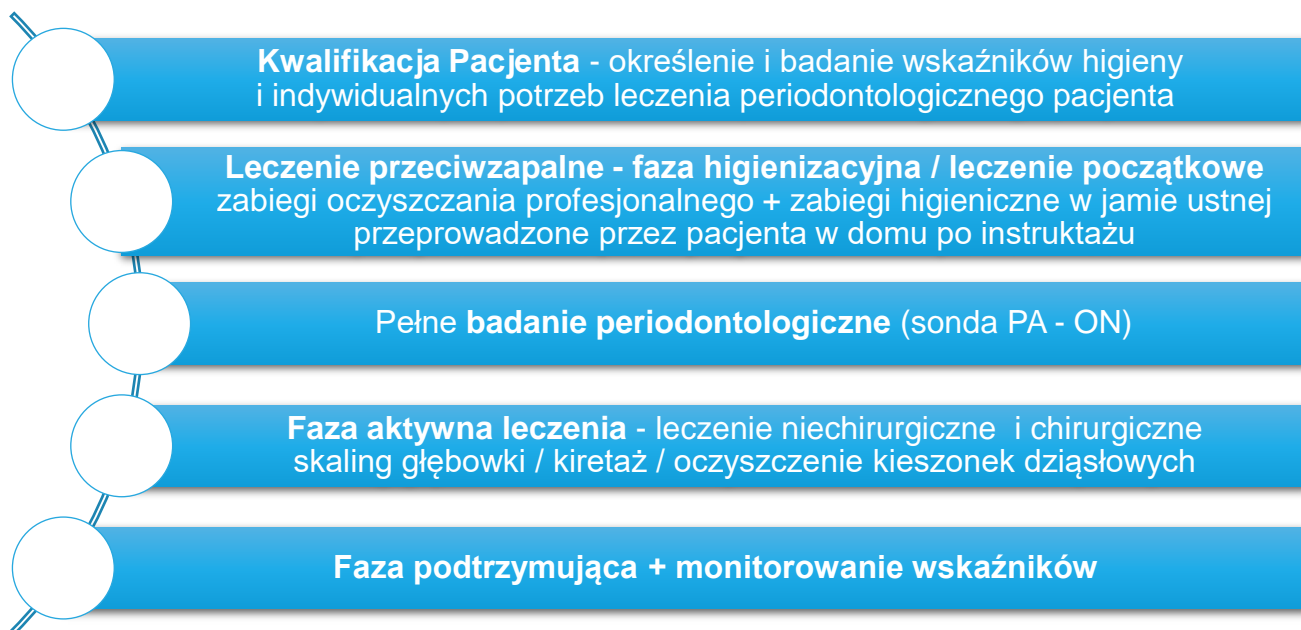 Kwalifikacja Pacjenta - określenie i badanie wskaźników higieny
i indywidualnych potrzeb leczenia periodontologicznego pacjenta
Leczenie przeciwzapalne - faza higienizacyjna / leczenie początkowe
zabiegi oczyszczania profesjonalnego + zabiegi higieniczne w jamie ustnej
przeprowadzone przez pacjenta w domu po instruktażu
Pełne badanie periodontologiczne (sonda PA - ON)
Faza aktywna leczenia - leczenie niechirurgiczne i chirurgiczne
skaling głębowki / kiretaż / oczyszczenie kieszonek dziąsłowych
Faza podtrzymująca + monitorowanie wskaźników